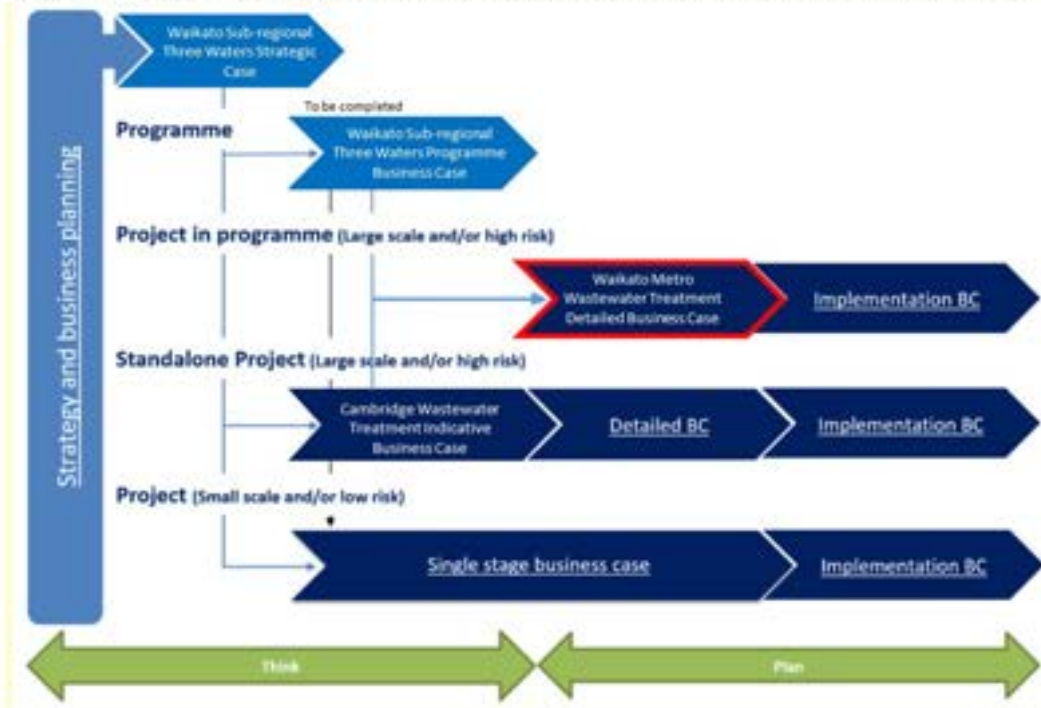 Strategy and business planning
Waikato Sub-regional
Three Waters Strategic
Case
To be completed
Programme
Waikato Sub-regional
Three Waters Programme
Business Case
Project in programme (Large scale and/or high risk)
Waikato Metro
Wastewater Treatment
Detailed Business Case
Implementation BC
Standalone Project (Large scale and/or high risk)
Cambridge Wastewater
Treatment Indicative
Business Case
Detailed BC
Implementation BC
Project (Small scale and/or low risk)
Single stage business case
Implementation BC
Think
Plan